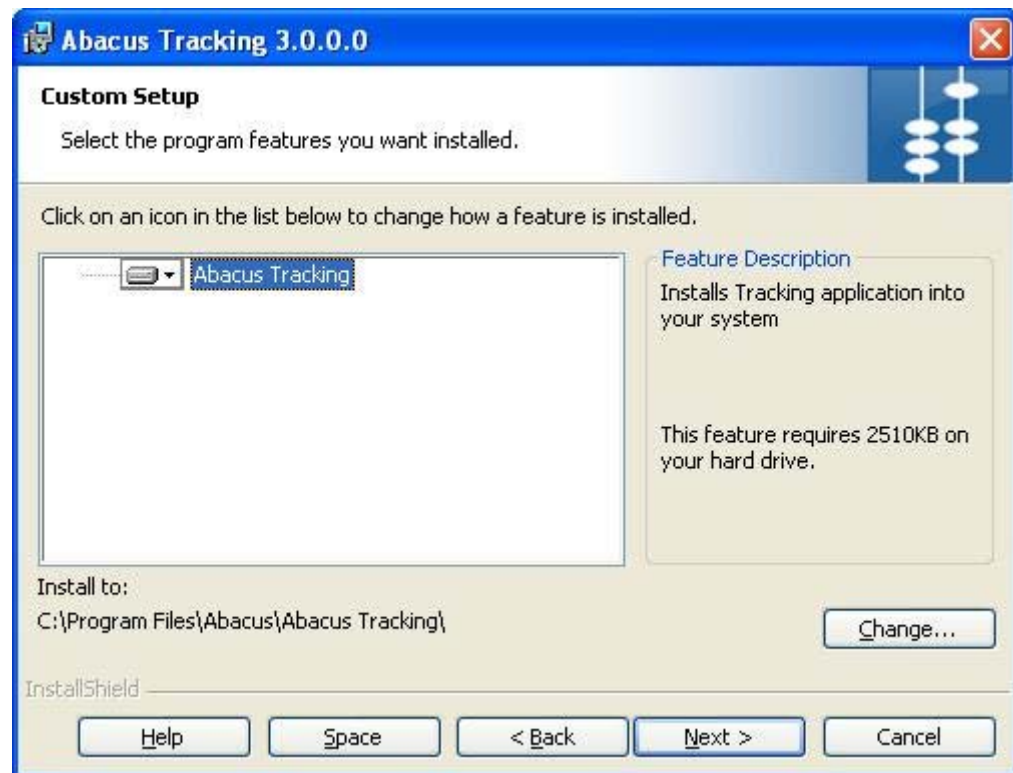 Abacus Tracking 3.0.0.0
Custom Setup
Select the program features you want installed.
Click on an icon in the list below to change how a feature is installed.
Abacus Tracking
Feature Description
Installs Tracking application into
your system
This feature requires 2510KB on
your hard drive.
Install to:
C:\Program Files\Abacus\Abacus Tracking\
Change...
InstallShield
Help
Space
< Back
Next >
Cancel